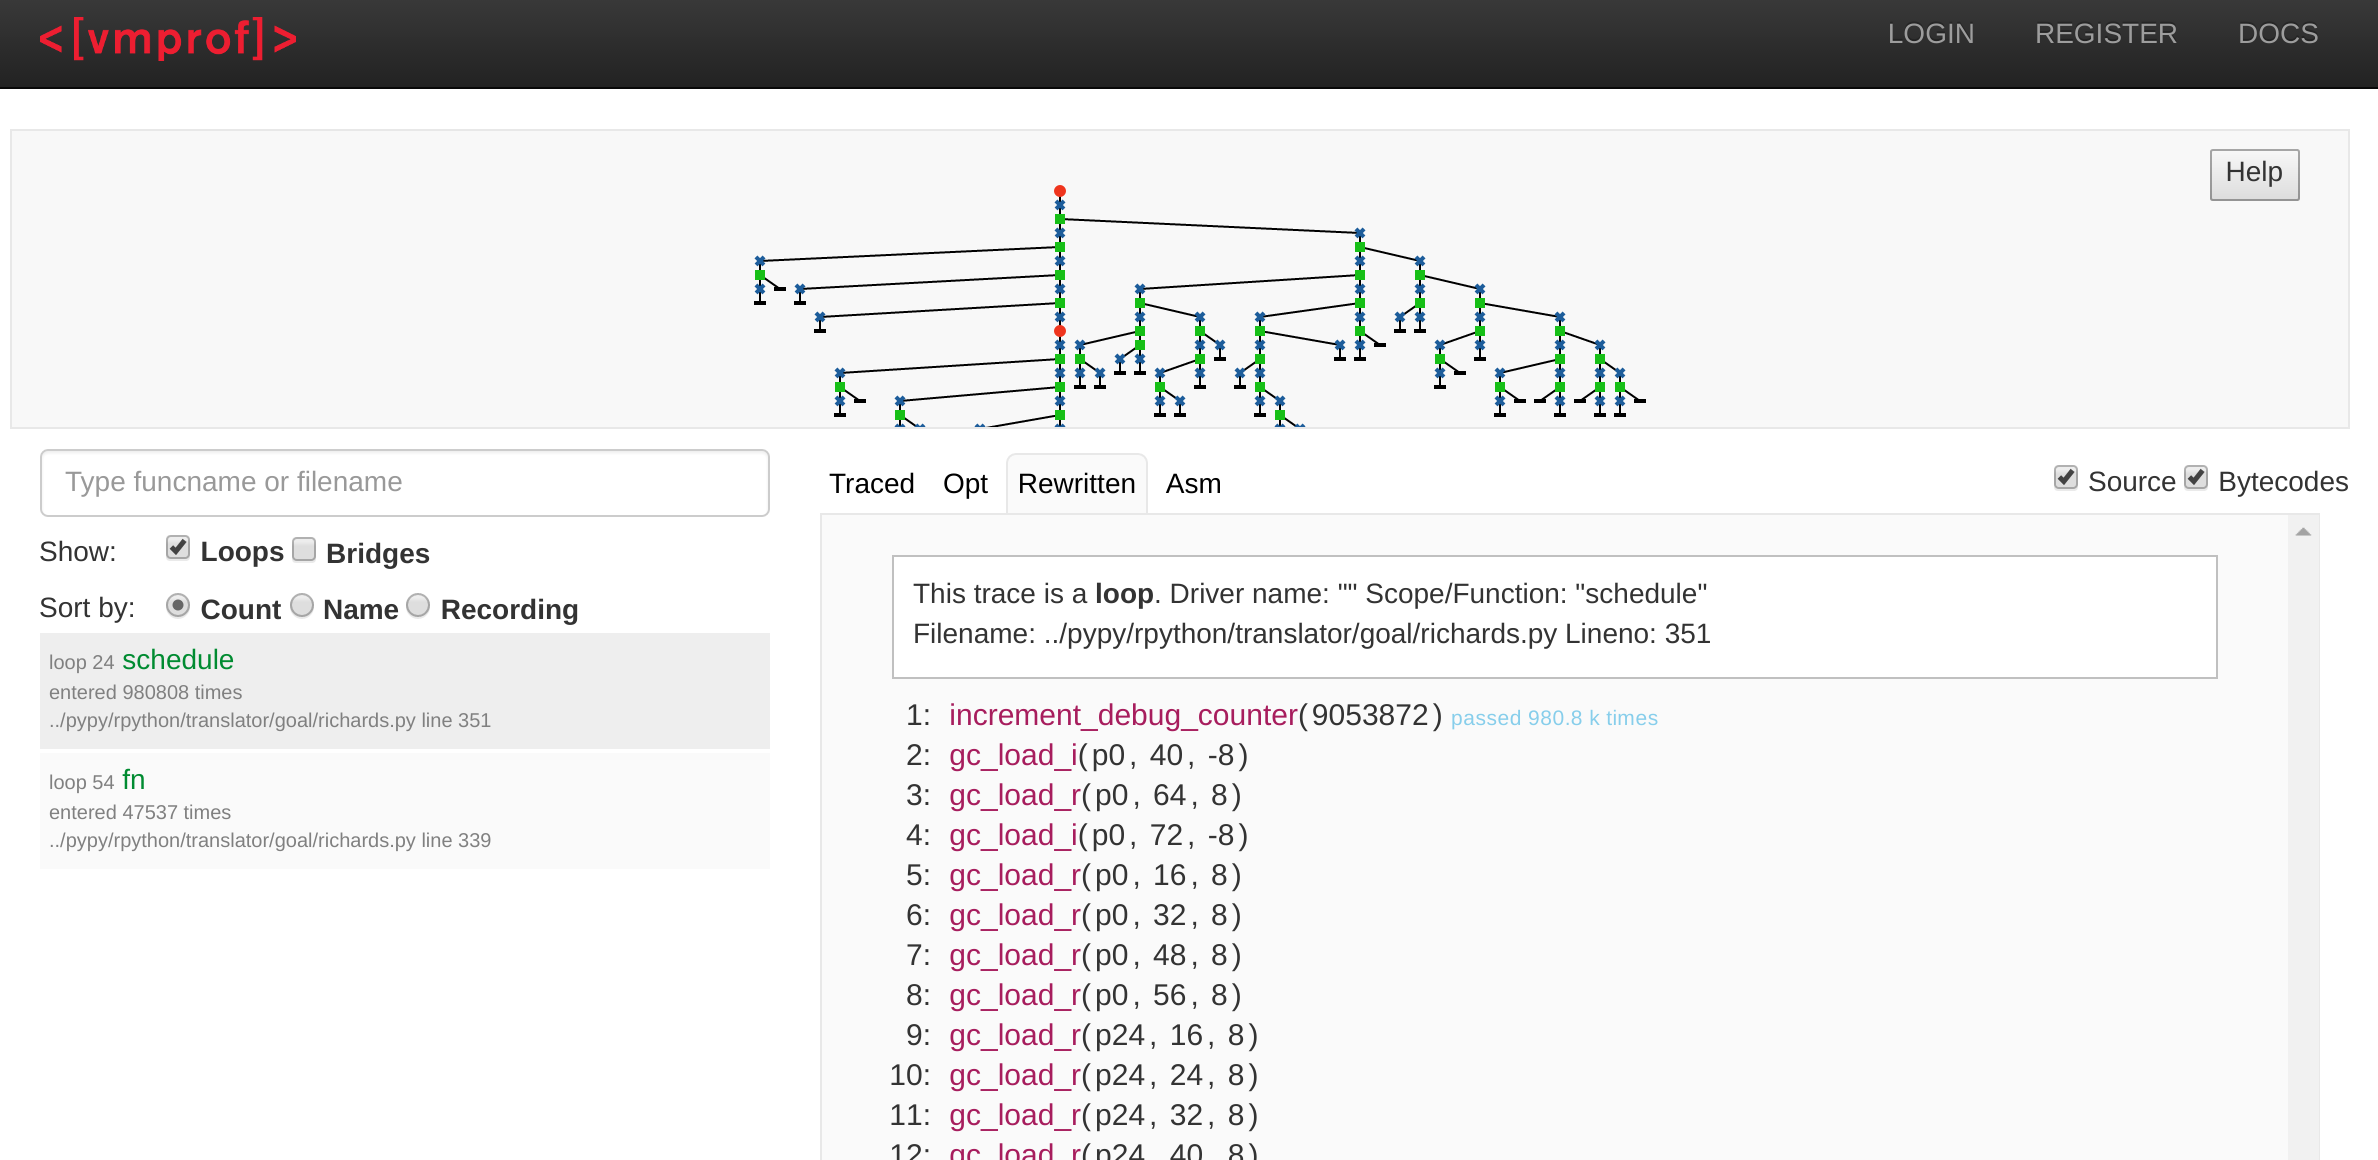 <[vmprof]>
LOGIN REGISTER DOCS
Help
Type funcname or filename
Show: Loops Bridges
Sort by: Count Name Recording
loop 24 schedule
entered 980808 times
../pypy/rpython/translator/goal/richards.py line 351
loop 54 fn
entered 47537 times
../pypy/rpython/translator/goal/richards.py line 339
Traced Opt Rewritten Asm
Source Bytecodes
This trace is a loop. Driver name: "" Scope/Function: "schedule"
Filename: ../pypy/rpython/translator/goal/richards.py Lineno: 351
1: increment_debug_counter(9053872) passed 980.8 k times
2: gc_load_i(p0, 40, -8)
3: gc_load_r(p0, 64, 8)
4: gc_load_i(p0, 72, -8)
5: gc_load_r(p0, 16, 8)
6: gc_load_r(p0, 32, 8)
7: gc_load_r(p0, 48, 8)
8: gc_load_r(p0, 56, 8)
9: gc_load_r(p24, 16, 8)
10: gc_load_r(p24, 24, 8)
11: gc_load_r(p24, 32, 8)
12: gc_load_r(p24, 40, 8)